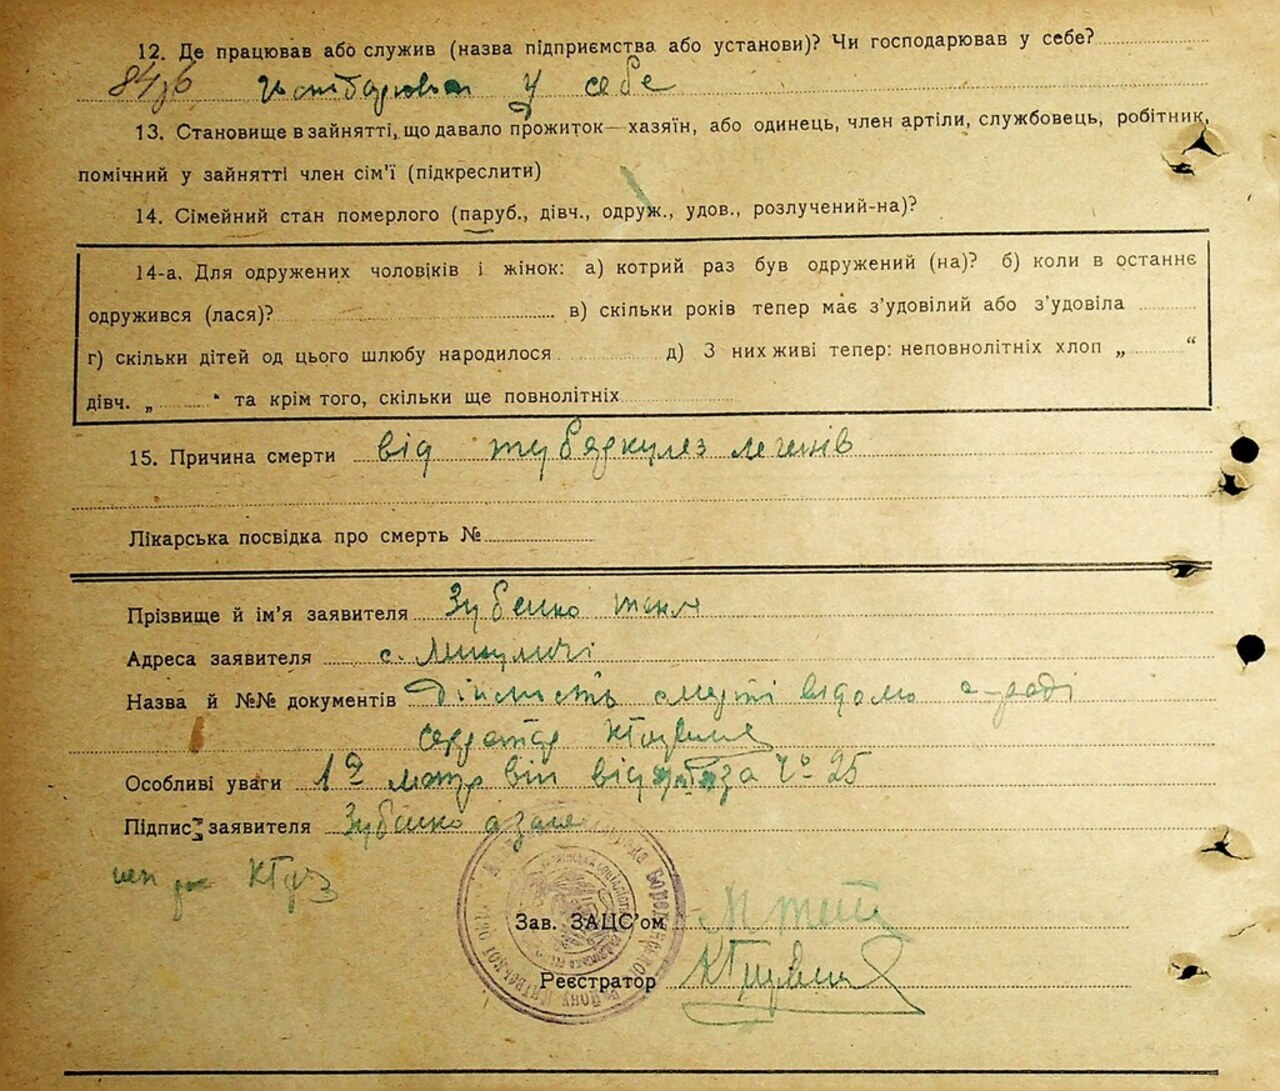 12. Де працював або служив (назва підприємства або установи)? Чи господарював у себе?
у себе
13. Становище в зайнятті, що давало прожиток—хазяїн, або одинець, член артілі, службовець, робітник,
помічний у зайнятті член сім'ї (підкреслити)
14. Сімейний стан померлого (паруб., дівч., одруж., удов., розлучений-на)?
14-а. Для одружених чоловіків і жінок: а) котрий раз був одружений (на)? б) коли в останнє
одружився (лася)? в) скільки років тепер має з'удовілий або з'удовіла
г) скільки дітей од цього шлюбу народилося д) З них живі тепер: неповнолітніх хлоп „ “
дівч. „ “ та крім того, скільки ще повнолітніх
15. Причина смерти від тубяркуляз легенів
Лікарська посвідка про смерть №
Прізвище й ім'я заявителя Зубенко
Адреса заявителя с. Микуличі
Назва й №№ документів смерті відомо
Особливі уваги 25
Підпис заявителя Зубенко
Зав. ЗАЦС'ом
Реєстратор